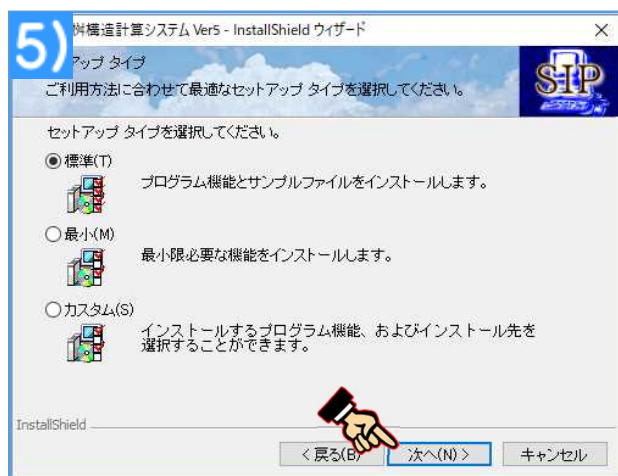 5)
桝構造計算システム Ver5 - InstallShield ウィザード
アップ タイプ
ご利用方法に合わせて最適なセットアップ タイプを選択してください。
SIP
セットアップ タイプを選択してください。
標準(T)
プログラム機能とサンプルファイルをインストールします。
最小(M)
最小限必要な機能をインストールします。
カスタム(S)
インストールするプログラム機能、およびインストール先を
選択することができます。
InstallShield
< 戻る(B) 次へ(N) > キャンセル